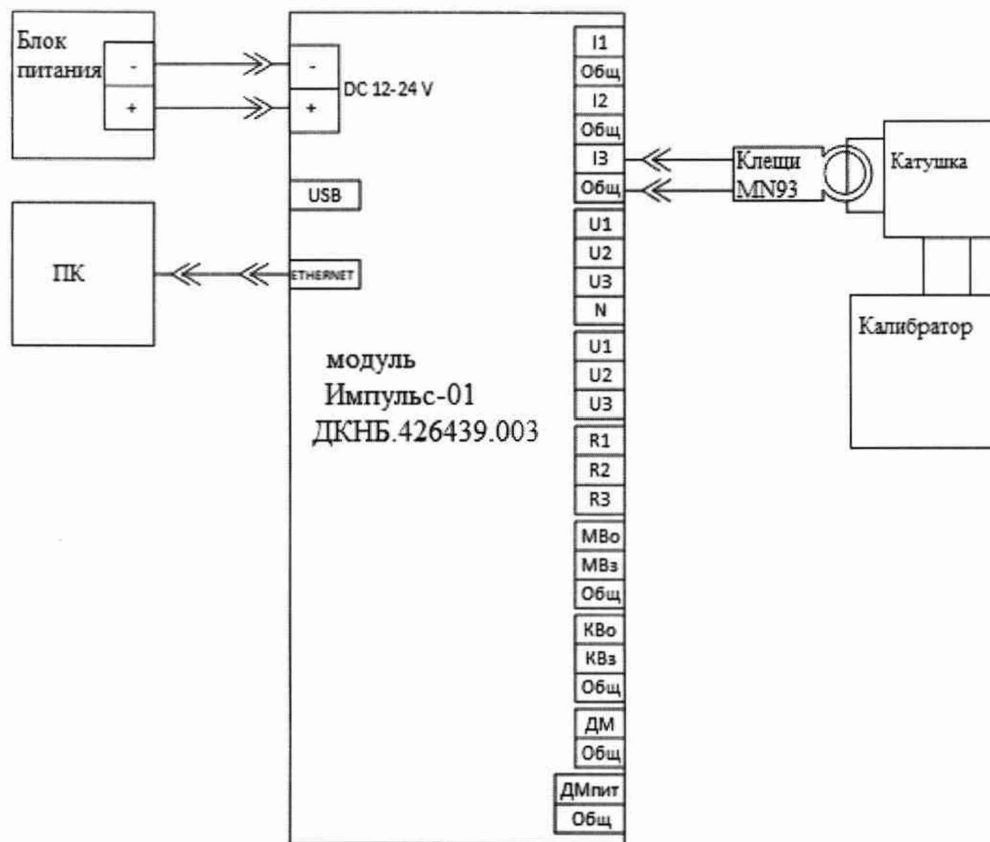 Блок
питания
-
+
-
+
DC 12-24 V
USB
ПК
ETHERNET
модуль
Импульс-01
ДКНБ.426439.003
I1
Общ
I2
Общ
I3
Общ
U1
U2
U3
N
U1
U2
U3
R1
R2
R3
МВо
МВз
Общ
КВо
КВз
Общ
ДМ
Общ
ДМпит
Общ
Клещи
MN93
Катушка
Калибратор